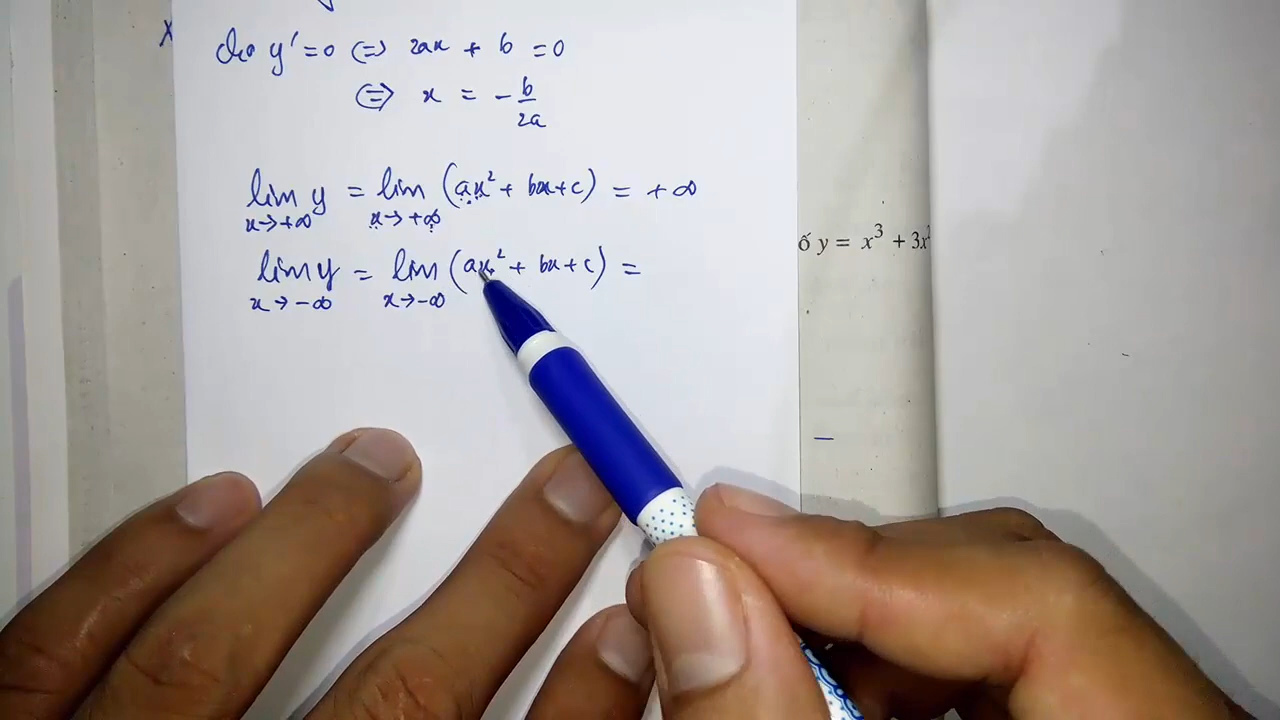 cho y' = 0 ⇔ 2ax + b = 0
⇔ x = -b/2a
lim y = lim (ax² + bx + c) = +∞
x→+∞ x→+∞
lim y = lim (ax² + bx + c) =
x→-∞ x→-∞
ố y = x³ + 3x